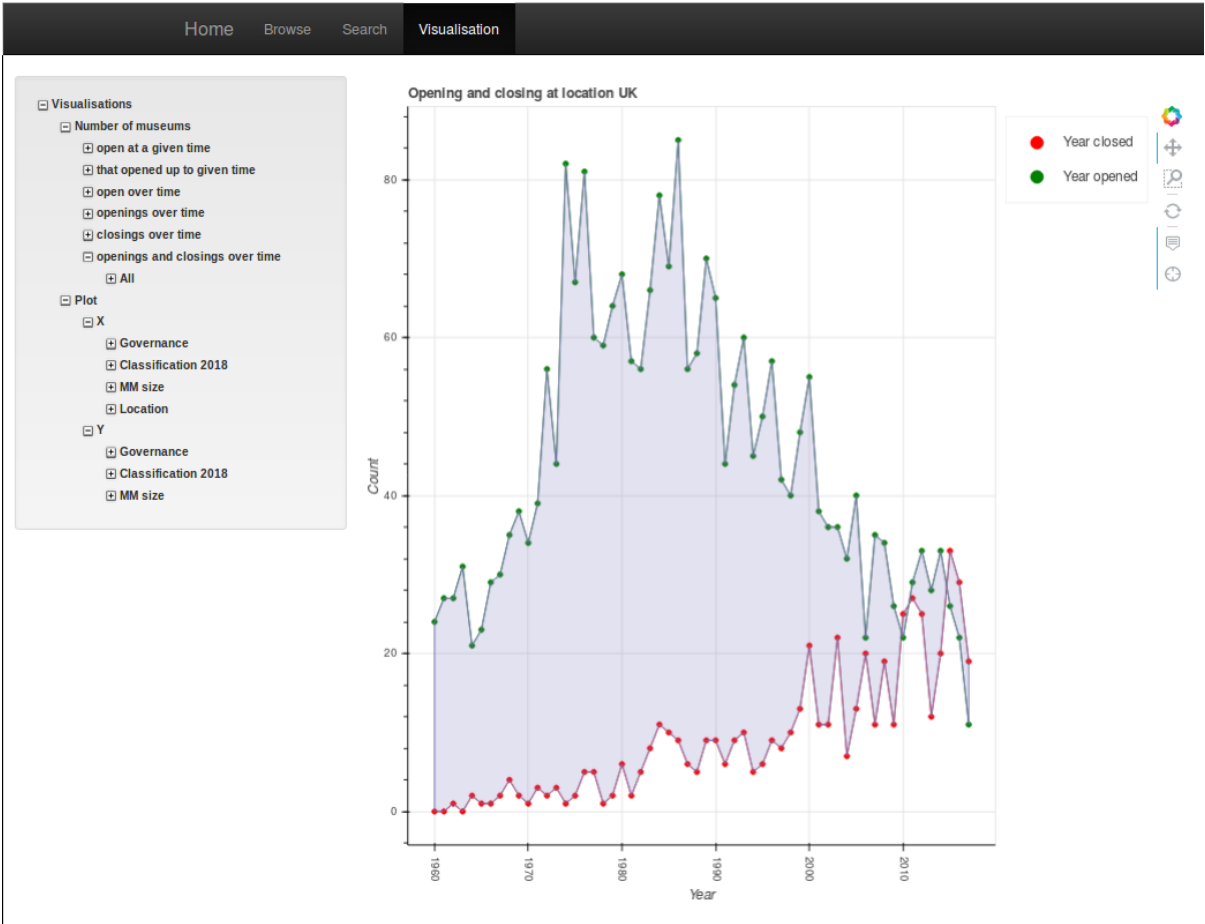 Home Browse Search Visualisation
Visualisations
Number of museums
open at a given time
that opened up to given time
open over time
openings over time
closings over time
openings and closings over time
All
Plot
X
Governance
Classification 2018
MM size
Location
Y
Governance
Classification 2018
MM size
Opening and closing at location UK
Year closed
Year opened
80
60
40
20
0
Count
1960 1970 1980 1990 2000 2010
Year